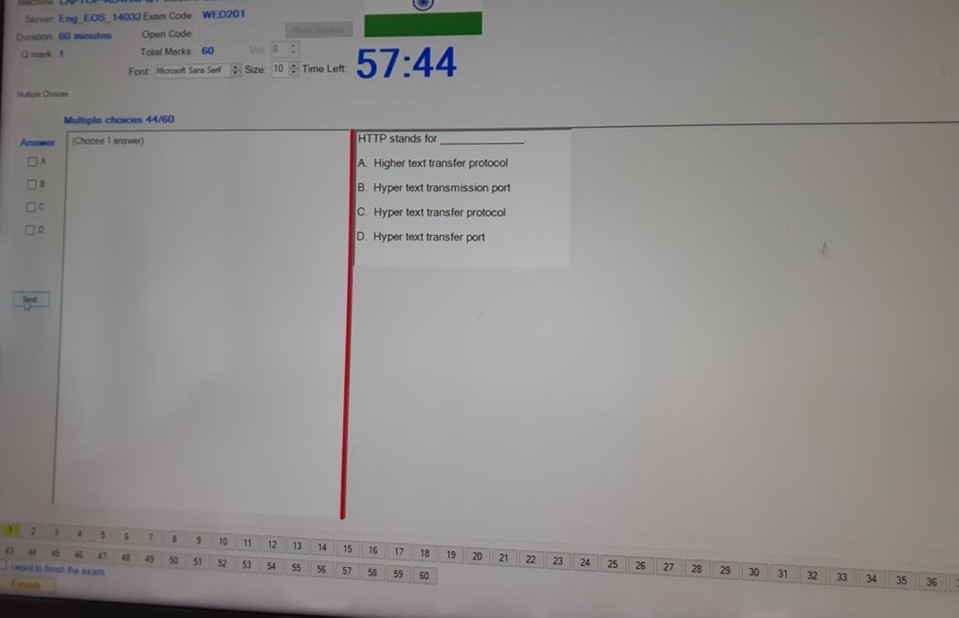 Server: Eng_EOS_14032 Exam Code: WED201
Duration: 60 minutes Open Code:
Q mark: 1 Total Marks: 60 Vol: 8
Font: Microsoft Sans Serif Size: 10 Time Left: 57:44
Multiple Choices
Multiple choices 44/60
Answer
(Choose 1 answer)
A
B
C
D
Next
HTTP stands for ______________.
A. Higher text transfer protocol
B. Hyper text transmission port
C. Hyper text transfer protocol
D. Hyper text transfer port
1 2 3 4 5 6 7 8 9 10 11 12 13 14 15 16 17 18 19 20 21 22 23 24 25 26 27 28 29 30 31 32 33 34 35 36
43 44 45 46 47 48 49 50 51 52 53 54 55 56 57 58 59 60
I want to finish the exam.